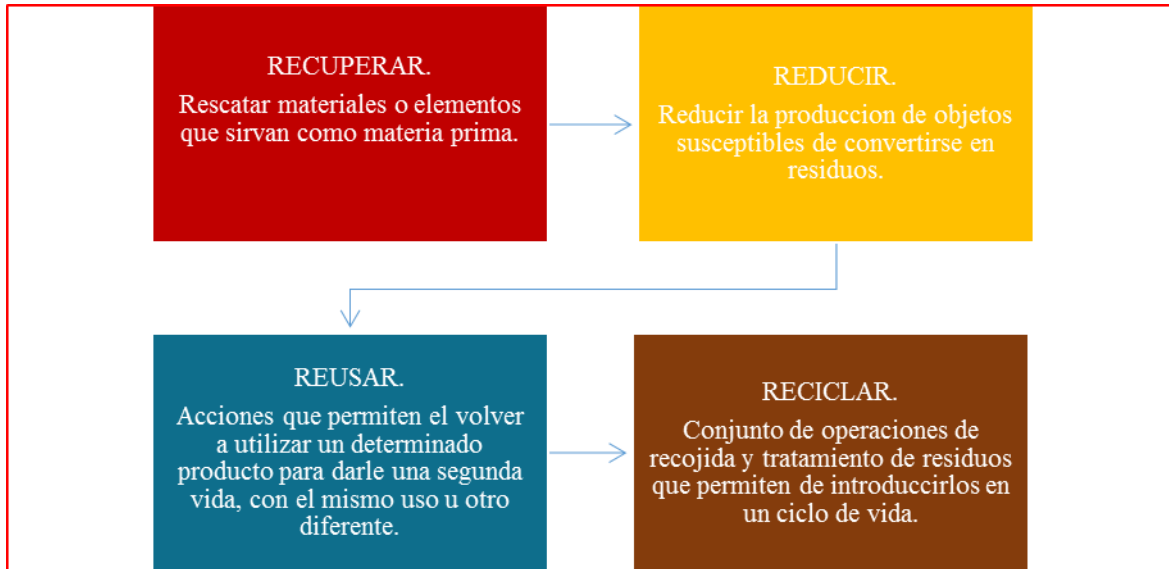 RECUPERAR.
Rescatar materiales o elementos
que sirvan como materia prima.
REDUCIR.
Reducir la produccion de objetos
susceptibles de convertirse en
residuos.
REUSAR.
Acciones que permiten el volver
a utilizar un determinado
producto para darle una segunda
vida, con el mismo uso u otro
diferente.
RECICLAR.
Conjunto de operaciones de
recojida y tratamiento de residuos
que permiten de introduccirlos en
un ciclo de vida.